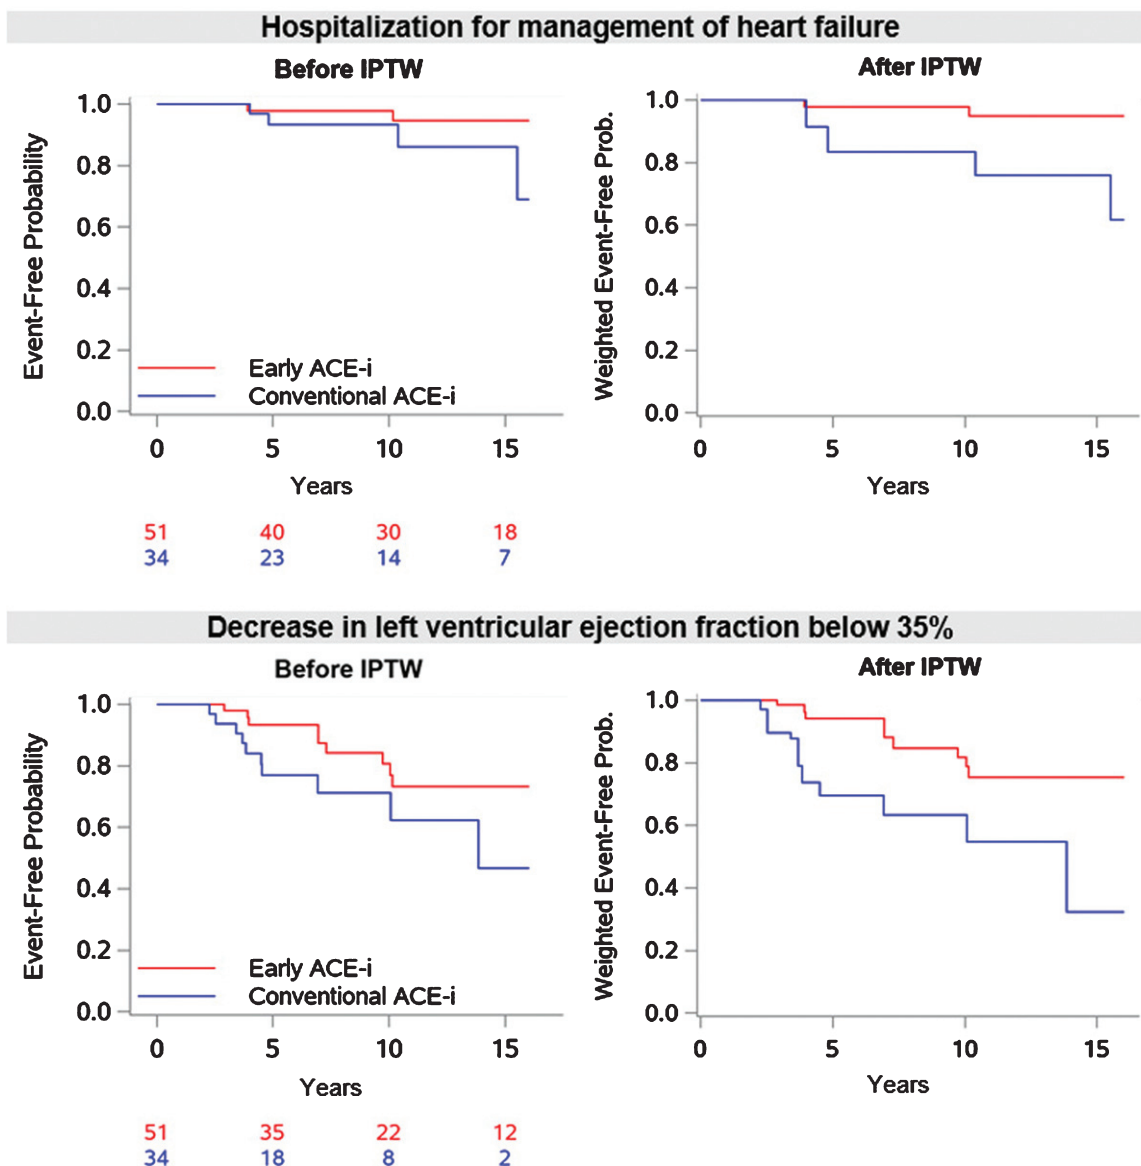 Hospitalization for management of heart failure
Before IPTW
After IPTW
Event-Free Probability
1.0
0.8
0.6
0.4
0.2
0.0
Early ACE-i
Conventional ACE-i
0 5 10 15
Years
51 40 30 18
34 23 14 7
Weighted Event-Free Prob.
1.0
0.8
0.6
0.4
0.2
0.0
0 5 10 15
Years
Decrease in left ventricular ejection fraction below 35%
Before IPTW
After IPTW
Event-Free Probability
1.0
0.8
0.6
0.4
0.2
0.0
Early ACE-i
Conventional ACE-i
0 5 10 15
Years
51 35 22 12
34 18 8 2
Weighted Event-Free Prob.
1.0
0.8
0.6
0.4
0.2
0.0
0 5 10 15
Years